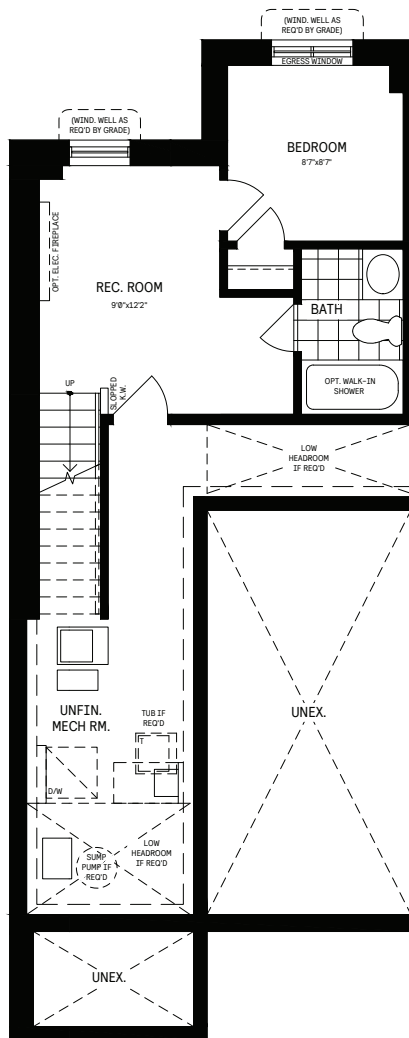 (WIND. WELL AS
REQ'D BY GRADE)
EGRESS WINDOW
(WIND. WELL AS
REQ'D BY GRADE)
BEDROOM
8'7"x8'7"
OPT. ELEC. FIREPLACE
REC. ROOM
9'0"x12'2"
BATH
OPT. WALK-IN
SHOWER
UP
SLOPPED
K.W.
LOW
HEADROOM
IF REQ'D
UNFIN.
MECH RM.
TUB IF
REQ'D
T
UNEX.
D/W
LOW
HEADROOM
IF REQ'D
SUMP
PUMP IF
REQ'D
UNEX.